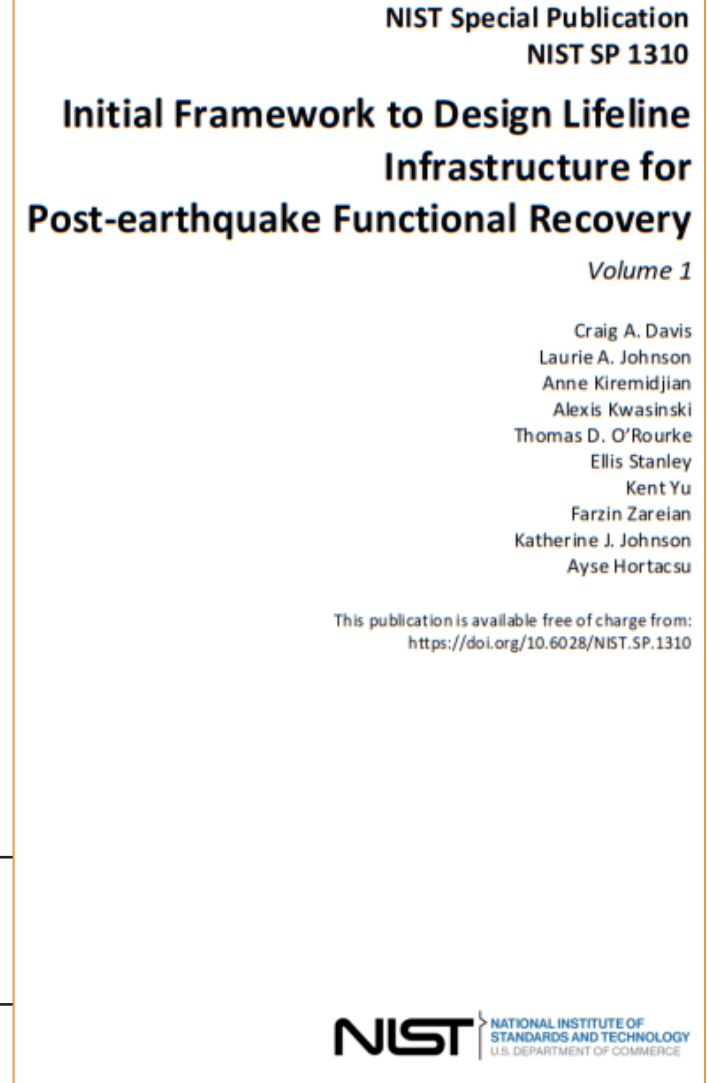 NIST Special Publication
NIST SP 1310
Initial Framework to Design Lifeline
Infrastructure for
Post-earthquake Functional Recovery
Volume 1
Craig A. Davis
Laurie A. Johnson
Anne Kiremidjian
Alexis Kwasinski
Thomas D. O'Rourke
Ellis Stanley
Kent Yu
Farzin Zareian
Katherine J. Johnson
Ayse Hortacsu
This publication is available free of charge from:
https://doi.org/10.6028/NIST.SP.1310
NIST
NATIONAL INSTITUTE OF
STANDARDS AND TECHNOLOGY
U.S. DEPARTMENT OF COMMERCE